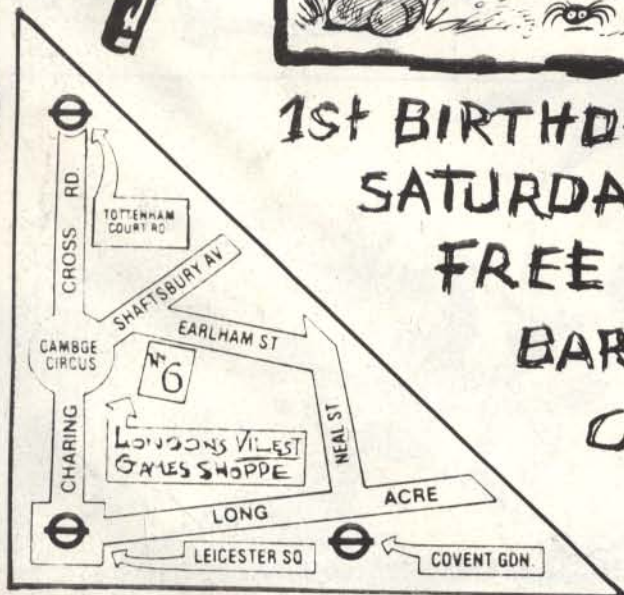 1st BIRTHD
SATURDA
FREE
BAR
TOTTENHAM
COURT RD
CROSS RD.
SHAFTSBURY AV
EARLHAM ST
CAMBGE
CIRCUS
Nº 6
LONDONS VILEST
GAMES SHOPPE
CHARING
NEAL ST
LONG ACRE
LEICESTER SQ
COVENT GDN.